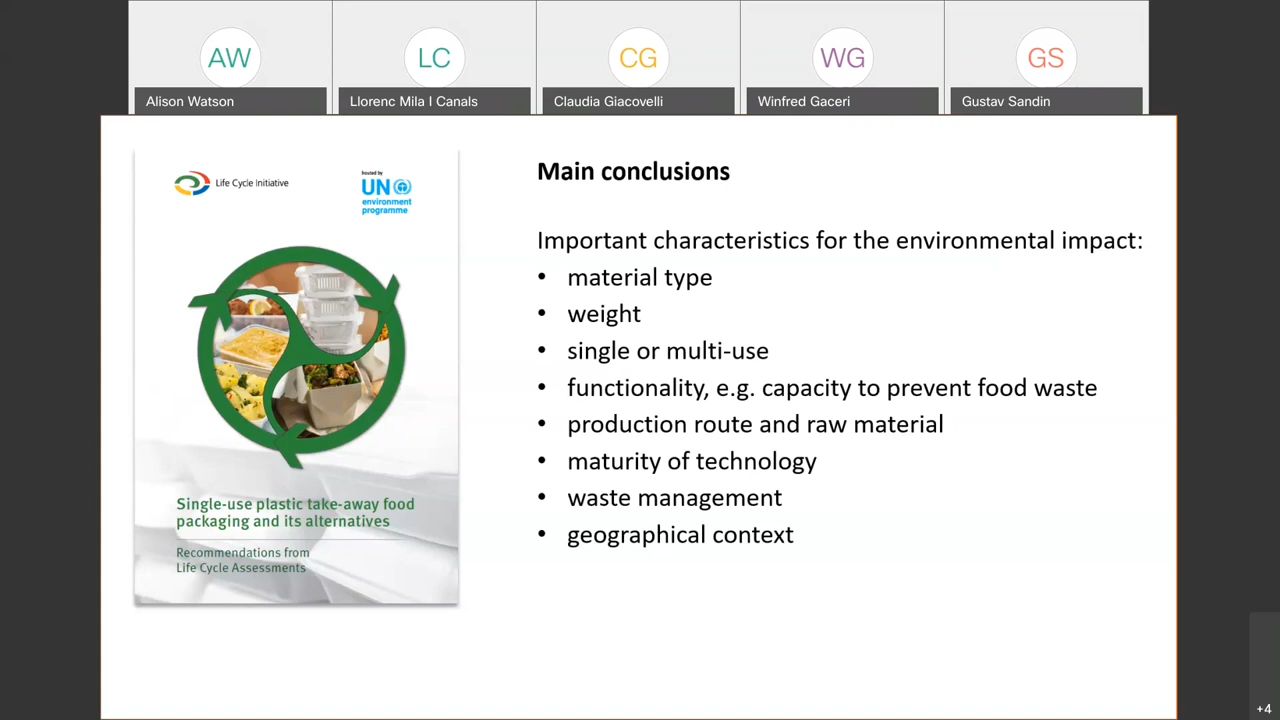 AW
LC
CG
WG
GS
Alison Watson
Llorenc Mila I Canals
Claudia Giacovelli
Winfred Gaceri
Gustav Sandin
Life Cycle Initiative
hosted by
UN
environment
programme
Single-use plastic take-away food
packaging and its alternatives
Recommendations from
Life Cycle Assessments
Main conclusions
Important characteristics for the environmental impact:
• material type
• weight
• single or multi-use
• functionality, e.g. capacity to prevent food waste
• production route and raw material
• maturity of technology
• waste management
• geographical context
+4